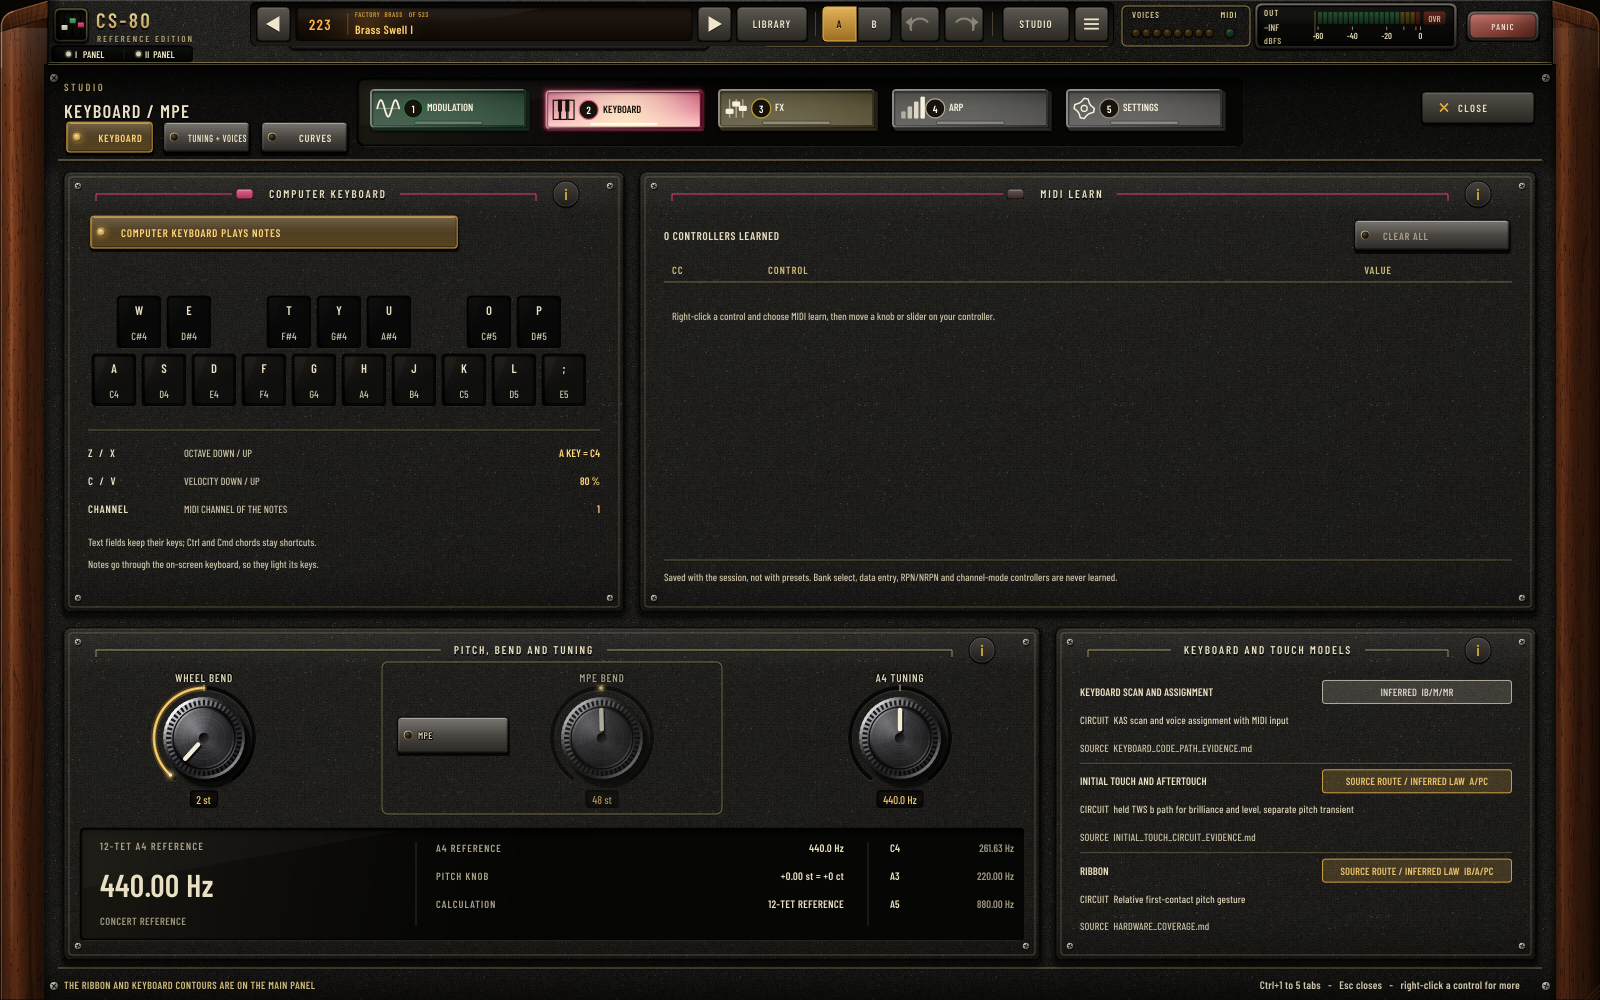 CS-80
REFERENCE EDITION
I PANEL
II PANEL
223
FACTORY BRASS OF 523
Brass Swell I
LIBRARY
A
B
STUDIO
VOICES
MIDI
OUT
-INF
dBFS
-60
-40
-20
0
OVR
PANIC
STUDIO
KEYBOARD / MPE
1 MODULATION
2 KEYBOARD
3 FX
4 ARP
5 SETTINGS
CLOSE
KEYBOARD
TUNING + VOICES
CURVES
COMPUTER KEYBOARD
i
COMPUTER KEYBOARD PLAYS NOTES
W
E
T
Y
U
O
P
C#4
D#4
F#4
G#4
A#4
C#5
D#5
A
S
D
F
G
H
J
K
L
;
C4
D4
E4
F4
G4
A4
B4
C5
D5
E5
Z / X
OCTAVE DOWN / UP
A KEY = C4
C / V
VELOCITY DOWN / UP
80 %
CHANNEL
MIDI CHANNEL OF THE NOTES
1
Text fields keep their keys; Ctrl and Cmd chords stay shortcuts.
Notes go through the on-screen keyboard, so they light its keys.
MIDI LEARN
i
0 CONTROLLERS LEARNED
CLEAR ALL
CC
CONTROL
VALUE
Right-click a control and choose MIDI learn, then move a knob or slider on your controller.
Saved with the session, not with presets. Bank select, data entry, RPN/NRPN and channel-mode controllers are never learned.
PITCH, BEND AND TUNING
i
WHEEL BEND
2 st
MPE
MPE BEND
48 st
A4 TUNING
440.0 Hz
12-TET A4 REFERENCE
440.00 Hz
CONCERT REFERENCE
A4 REFERENCE
440.0 Hz
PITCH KNOB
+0.00 st = +0 ct
CALCULATION
12-TET REFERENCE
C4
261.63 Hz
A3
220.00 Hz
A5
880.00 Hz
KEYBOARD AND TOUCH MODELS
i
KEYBOARD SCAN AND ASSIGNMENT
INFERRED IB/M/MR
CIRCUIT KAS scan and voice assignment with MIDI input
SOURCE KEYBOARD_CODE_PATH_EVIDENCE.md
INITIAL TOUCH AND AFTERTOUCH
SOURCE ROUTE / INFERRED LAW A/PC
CIRCUIT held TWS b path for brilliance and level, separate pitch transient
SOURCE INITIAL_TOUCH_CIRCUIT_EVIDENCE.md
RIBBON
SOURCE ROUTE / INFERRED LAW IB/A/PC
CIRCUIT Relative first-contact pitch gesture
SOURCE HARDWARE_COVERAGE.md
THE RIBBON AND KEYBOARD CONTOURS ARE ON THE MAIN PANEL
Ctrl+1 to 5 tabs - Esc closes - right-click a control for more